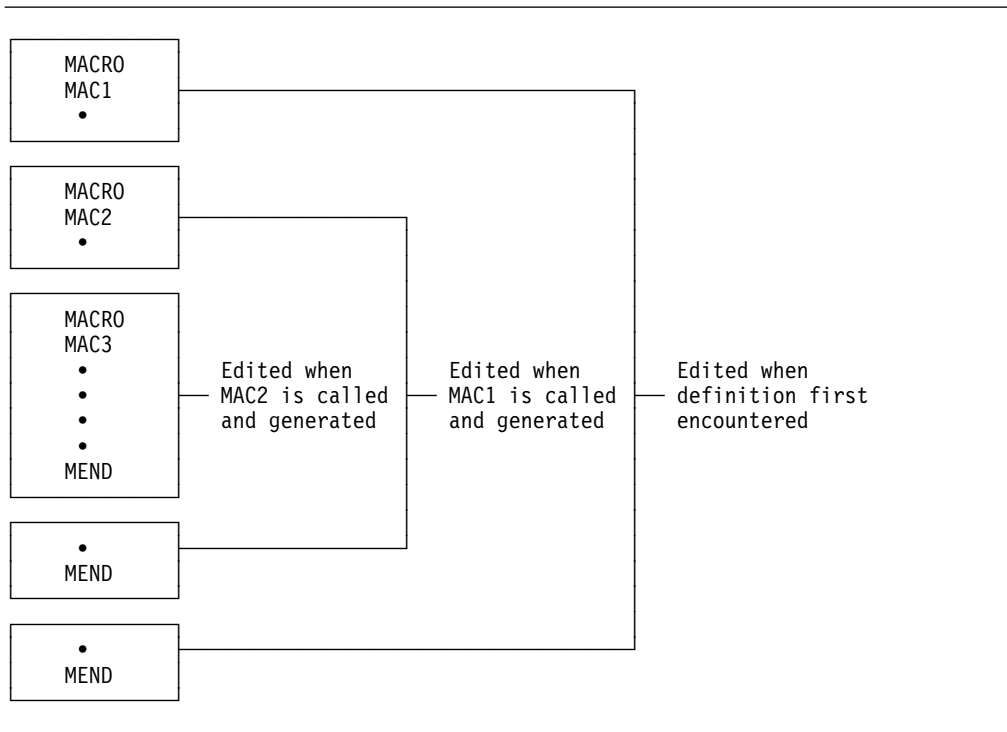 MACRO
MAC1
•
MACRO
MAC2
•
MACRO
MAC3
•
•
•
•
MEND
Edited when
MAC2 is called
and generated
Edited when
MAC1 is called
and generated
Edited when
definition first
encountered
•
MEND
•
MEND